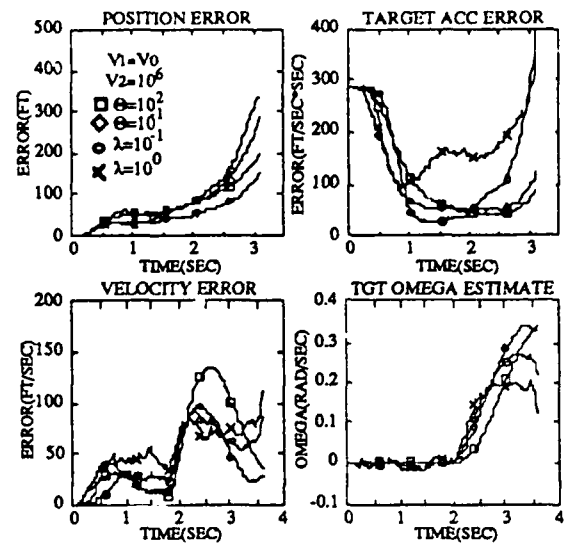 POSITION ERROR
500
400
300
200
100
0
ERROR(FT)
V1=V0
V2=10^6
Θ=10^2
Θ=10^1
λ=10^-1
λ=10^0
0 1 2 3
TIME(SEC)
TARGET ACC ERROR
400
300
200
100
0
ERROR(FT/SEC*SEC)
0 1 2 3
TIME(SEC)
VELOCITY ERROR
200
150
100
50
0
ERROR(FT/SEC)
0 1 2 3 4
TIME(SEC)
TGT OMEGA ESTIMATE
0.4
0.3
0.2
0.1
0
-0.1
OMEGA(RAD/SEC)
0 1 2 3 4
TIME(SEC)